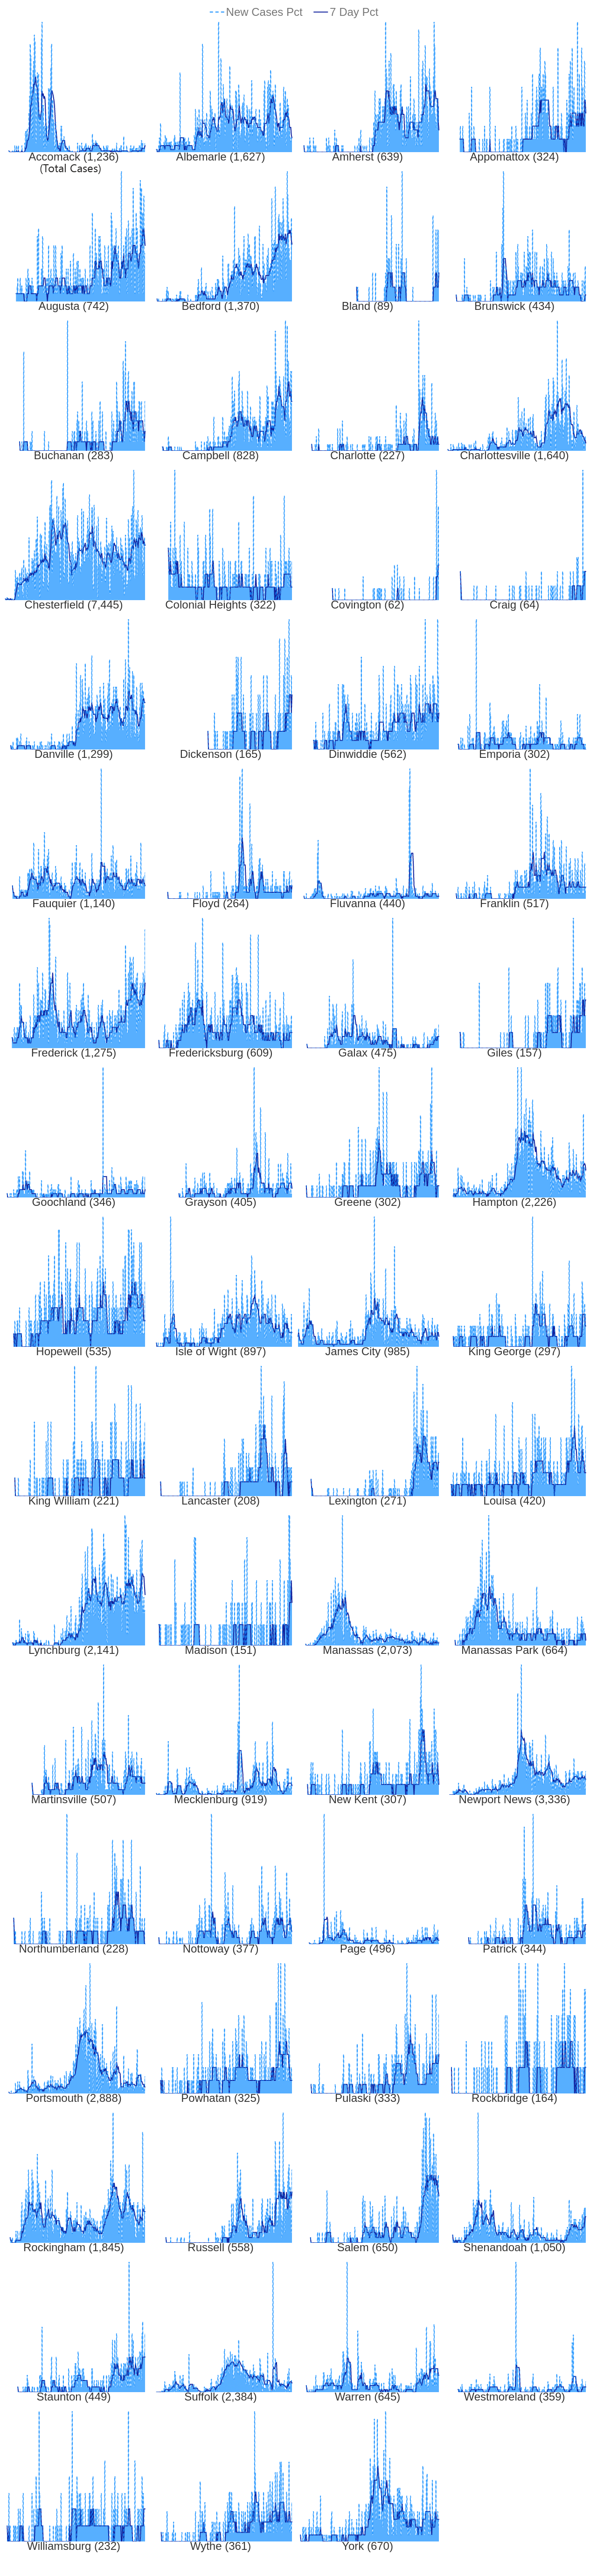 New Cases Pct 7 Day Pct
Accomack (1,236) Albemarle (1,627) Amherst (639) Appomattox (324)
(Total Cases)
Augusta (742) Bedford (1,370) Bland (89) Brunswick (434)
Buchanan (283) Campbell (828) Charlotte (227) Charlottesville (1,640)
Chesterfield (7,445) Colonial Heights (322) Covington (62) Craig (64)
Danville (1,299) Dickenson (165) Dinwiddie (562) Emporia (302)
Fauquier (1,140) Floyd (264) Fluvanna (440) Franklin (517)
Frederick (1,275) Fredericksburg (609) Galax (475) Giles (157)
Goochland (346) Grayson (405) Greene (302) Hampton (2,226)
Hopewell (535) Isle of Wight (897) James City (985) King George (297)
King William (221) Lancaster (208) Lexington (271) Louisa (420)
Lynchburg (2,141) Madison (151) Manassas (2,073) Manassas Park (664)
Martinsville (507) Mecklenburg (919) New Kent (307) Newport News (3,336)
Northumberland (228) Nottoway (377) Page (496) Patrick (344)
Portsmouth (2,888) Powhatan (325) Pulaski (333) Rockbridge (164)
Rockingham (1,845) Russell (558) Salem (650) Shenandoah (1,050)
Staunton (449) Suffolk (2,384) Warren (645) Westmoreland (359)
Williamsburg (232) Wythe (361) York (670)